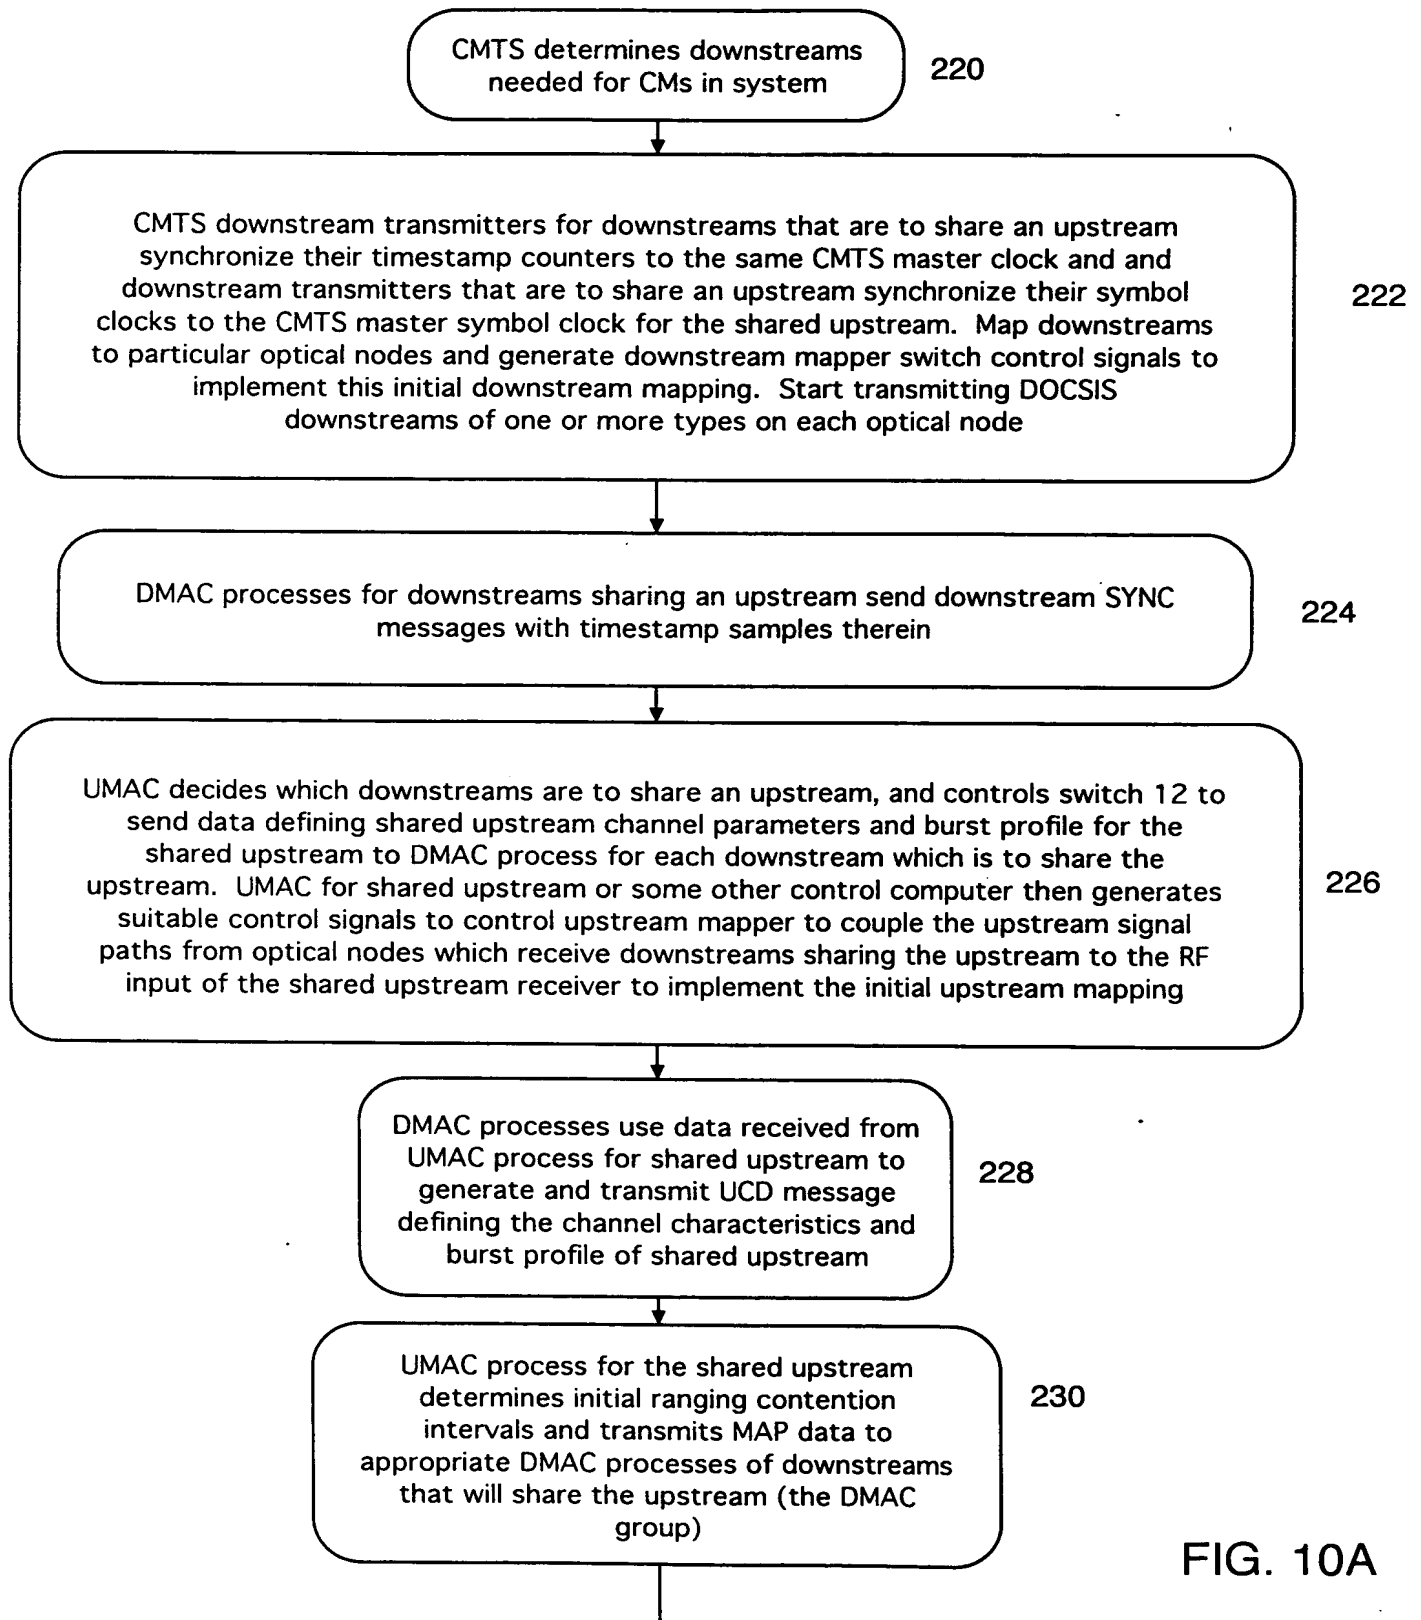 CMTS determines downstreams
needed for CMs in system
220
CMTS downstream transmitters for downstreams that are to share an upstream
synchronize their timestamp counters to the same CMTS master clock and and
downstream transmitters that are to share an upstream synchronize their symbol
clocks to the CMTS master symbol clock for the shared upstream. Map downstreams
to particular optical nodes and generate downstream mapper switch control signals to
implement this initial downstream mapping. Start transmitting DOCSIS
downstreams of one or more types on each optical node
222
DMAC processes for downstreams sharing an upstream send downstream SYNC
messages with timestamp samples therein
224
UMAC decides which downstreams are to share an upstream, and controls switch 12 to
send data defining shared upstream channel parameters and burst profile for the
shared upstream to DMAC process for each downstream which is to share the
upstream. UMAC for shared upstream or some other control computer then generates
suitable control signals to control upstream mapper to couple the upstream signal
paths from optical nodes which receive downstreams sharing the upstream to the RF
input of the shared upstream receiver to implement the initial upstream mapping
226
DMAC processes use data received from
UMAC process for shared upstream to
generate and transmit UCD message
defining the channel characteristics and
burst profile of shared upstream
228
UMAC process for the shared upstream
determines initial ranging contention
intervals and transmits MAP data to
appropriate DMAC processes of downstreams
that will share the upstream (the DMAC
group)
230
FIG. 10A